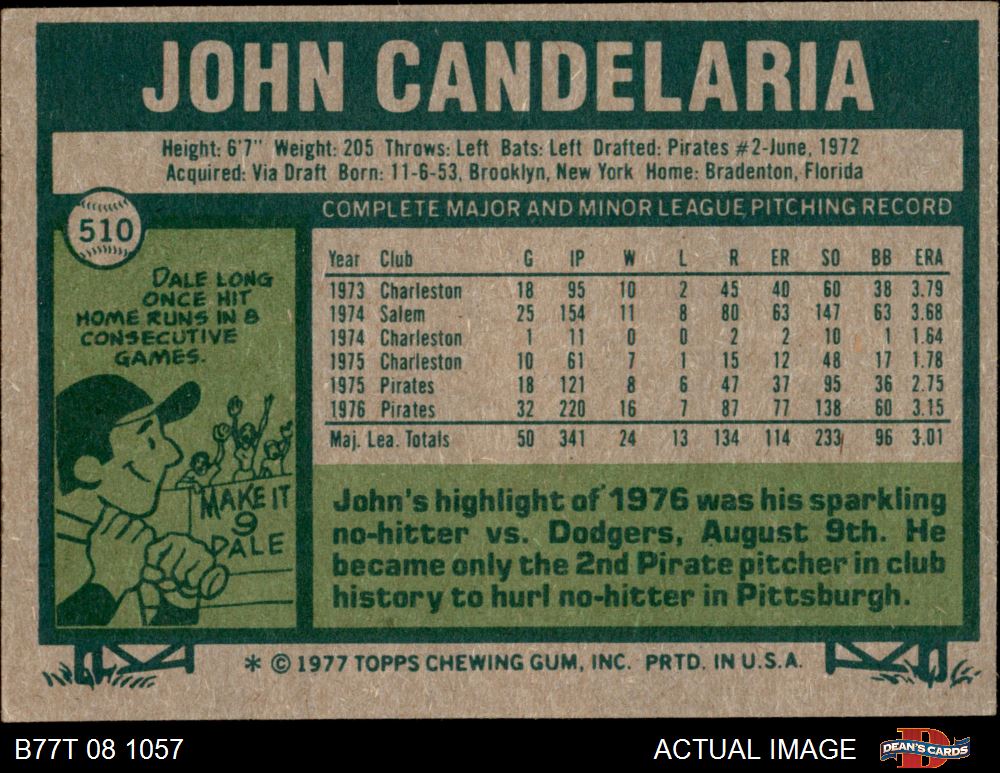 JOHN CANDELARIA
Height: 6'7" Weight: 205 Throws: Left Bats: Left Drafted: Pirates #2-June, 1972
Acquired: Via Draft Born: 11-6-53, Brooklyn, New York Home: Bradenton, Florida
510
COMPLETE MAJOR AND MINOR LEAGUE PITCHING RECORD
DALE LONG
ONCE HIT
HOME RUNS IN 8
CONSECUTIVE
GAMES.
MAKE IT
9
DALE
Year Club G IP W L R ER SO BB ERA
1973 Charleston 18 95 10 2 45 40 60 38 3.79
1974 Salem 25 154 11 8 80 63 147 63 3.68
1974 Charleston 1 11 0 0 2 2 10 1 1.64
1975 Charleston 10 61 7 1 15 12 48 17 1.78
1975 Pirates 18 121 8 6 47 37 95 36 2.75
1976 Pirates 32 220 16 7 87 77 138 60 3.15
Maj. Lea. Totals 50 341 24 13 134 114 233 96 3.01
John's highlight of 1976 was his sparkling
no-hitter vs. Dodgers, August 9th. He
became only the 2nd Pirate pitcher in club
history to hurl no-hitter in Pittsburgh.
* © 1977 TOPPS CHEWING GUM, INC. PRTD. IN U.S.A.
B77T 08 1057
ACTUAL IMAGE
DEAN'S CARDS